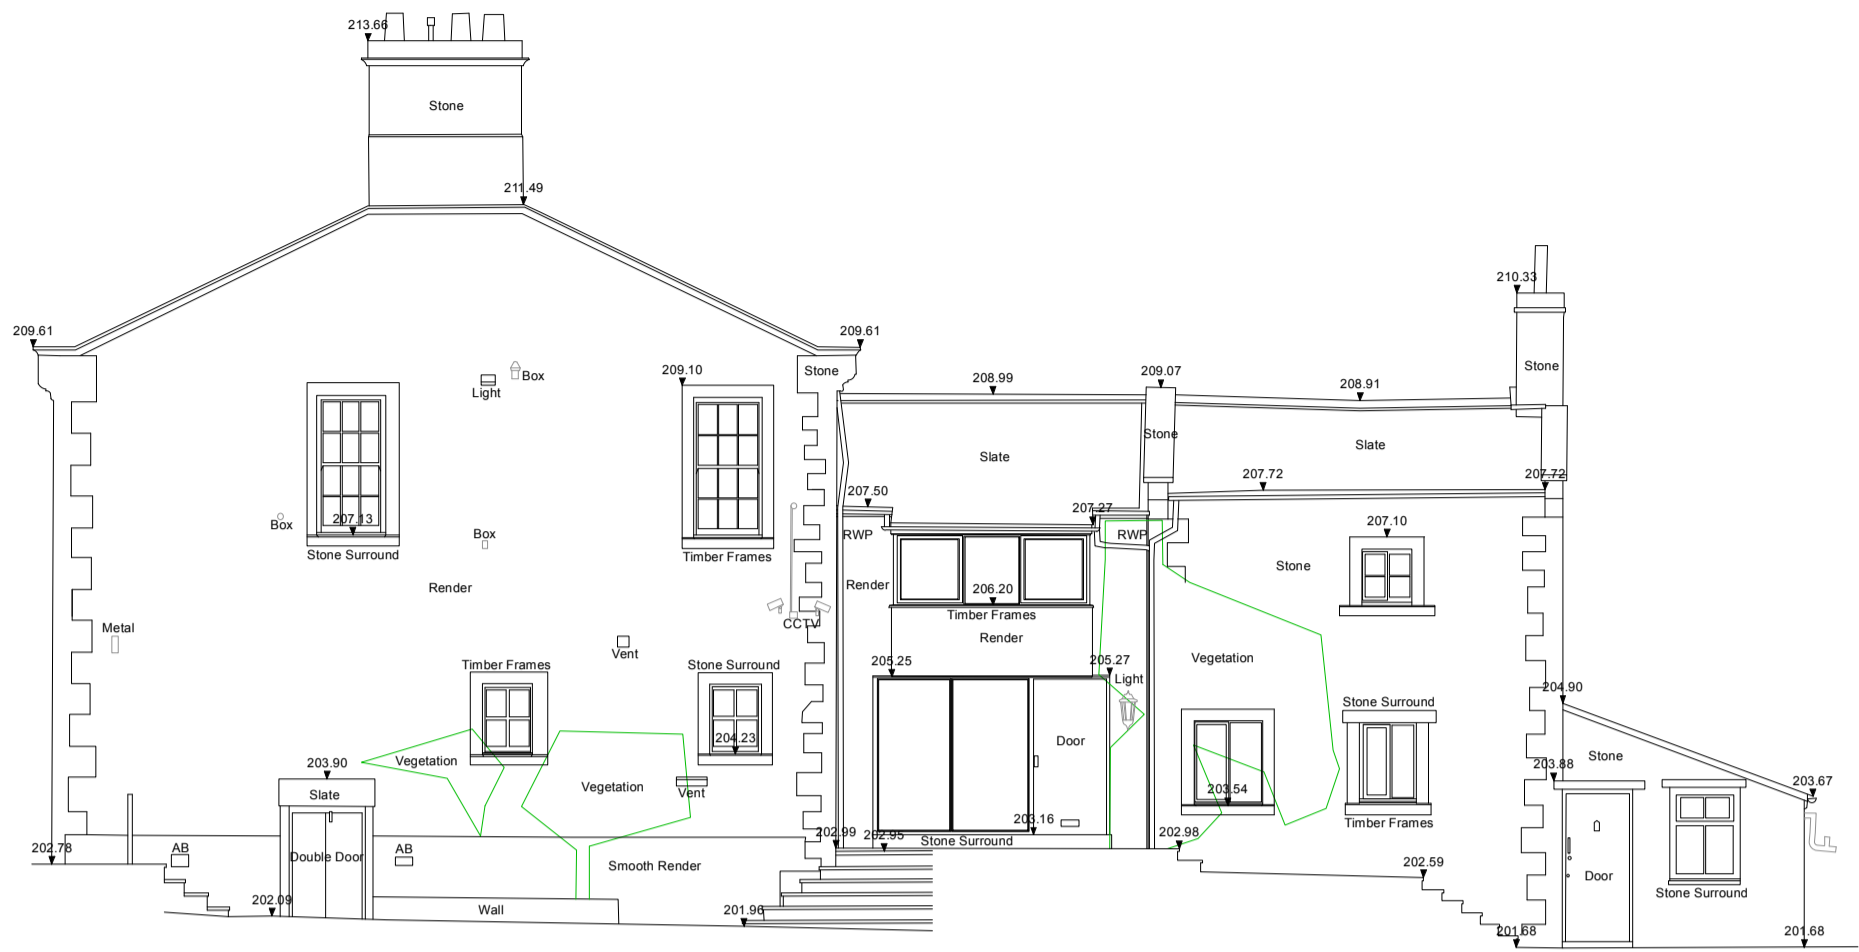 213.66
Stone
211.49
210.33
209.61
209.61
Stone
209.10
Box
Light
208.99
209.07
208.91
Stone
Stone
Slate
Slate
207.50
207.27
207.72
207.72
Box
207.13
Stone Surround
Box
Timber Frames
RWP
RWP
207.10
Stone
Render
Render
206.20
Timber Frames
Render
Metal
CCTV
Vent
Timber Frames
Stone Surround
205.25
205.27
Light
Vegetation
204.90
Stone Surround
204.23
Door
Vegetation
Vegetation
Vent
203.90
Slate
203.54
Stone
203.88
203.67
203.16
Timber Frames
202.99
202.95
Stone Surround
202.98
202.78
AB
Double Door
AB
Smooth Render
202.59
Door
Stone Surround
202.09
Wall
201.96
201.68
201.68